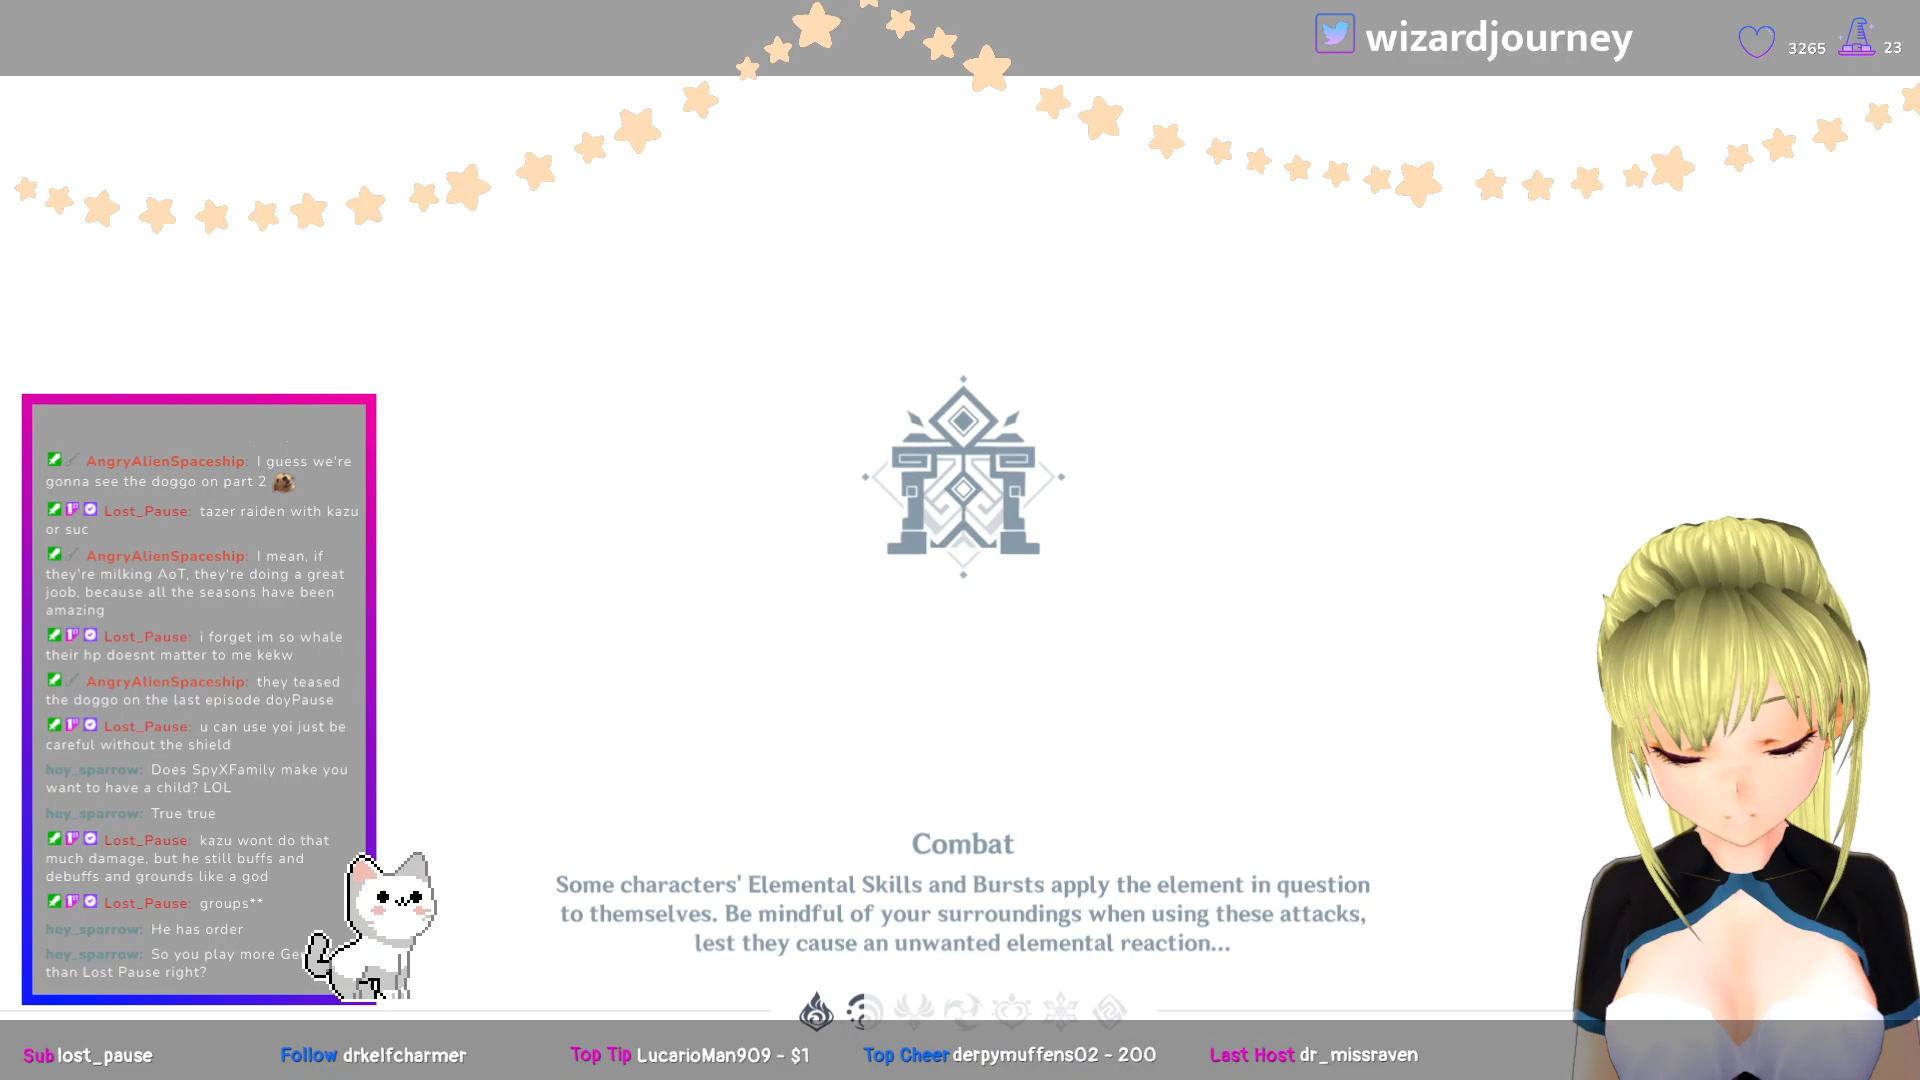 wizardjourney
3265
23
AngryAlienSpaceship: I guess we're
gonna see the doggo on part 2
Lost_Pause: tazer raiden with kazu
or suc
AngryAlienSpaceship: I mean, if
they're milking AoT, they're doing a great
joob, because all the seasons have been
amazing
Lost_Pause: i forget im so whale
their hp doesnt matter to me kekw
AngryAlienSpaceship: they teased
the doggo on the last episode doyPause
Lost_Pause: u can use yoi just be
careful without the shield
hey_sparrow: Does SpyXFamily make you
want to have a child? LOL
hey_sparrow: True true
Lost_Pause: kazu wont do that
much damage, but he still buffs and
debuffs and grounds like a god
Lost_Pause: groups**
hey_sparrow: He has order
hey_sparrow: So you play more Ge
than Lost Pause right?
Combat
Some characters' Elemental Skills and Bursts apply the element in question
to themselves. Be mindful of your surroundings when using these attacks,
lest they cause an unwanted elemental reaction...
Sub lost_pause
Follow drkelfcharmer
Top Tip LucarioMan909 - $1
Top Cheer derpymuffens02 - 200
Last Host dr_missraven